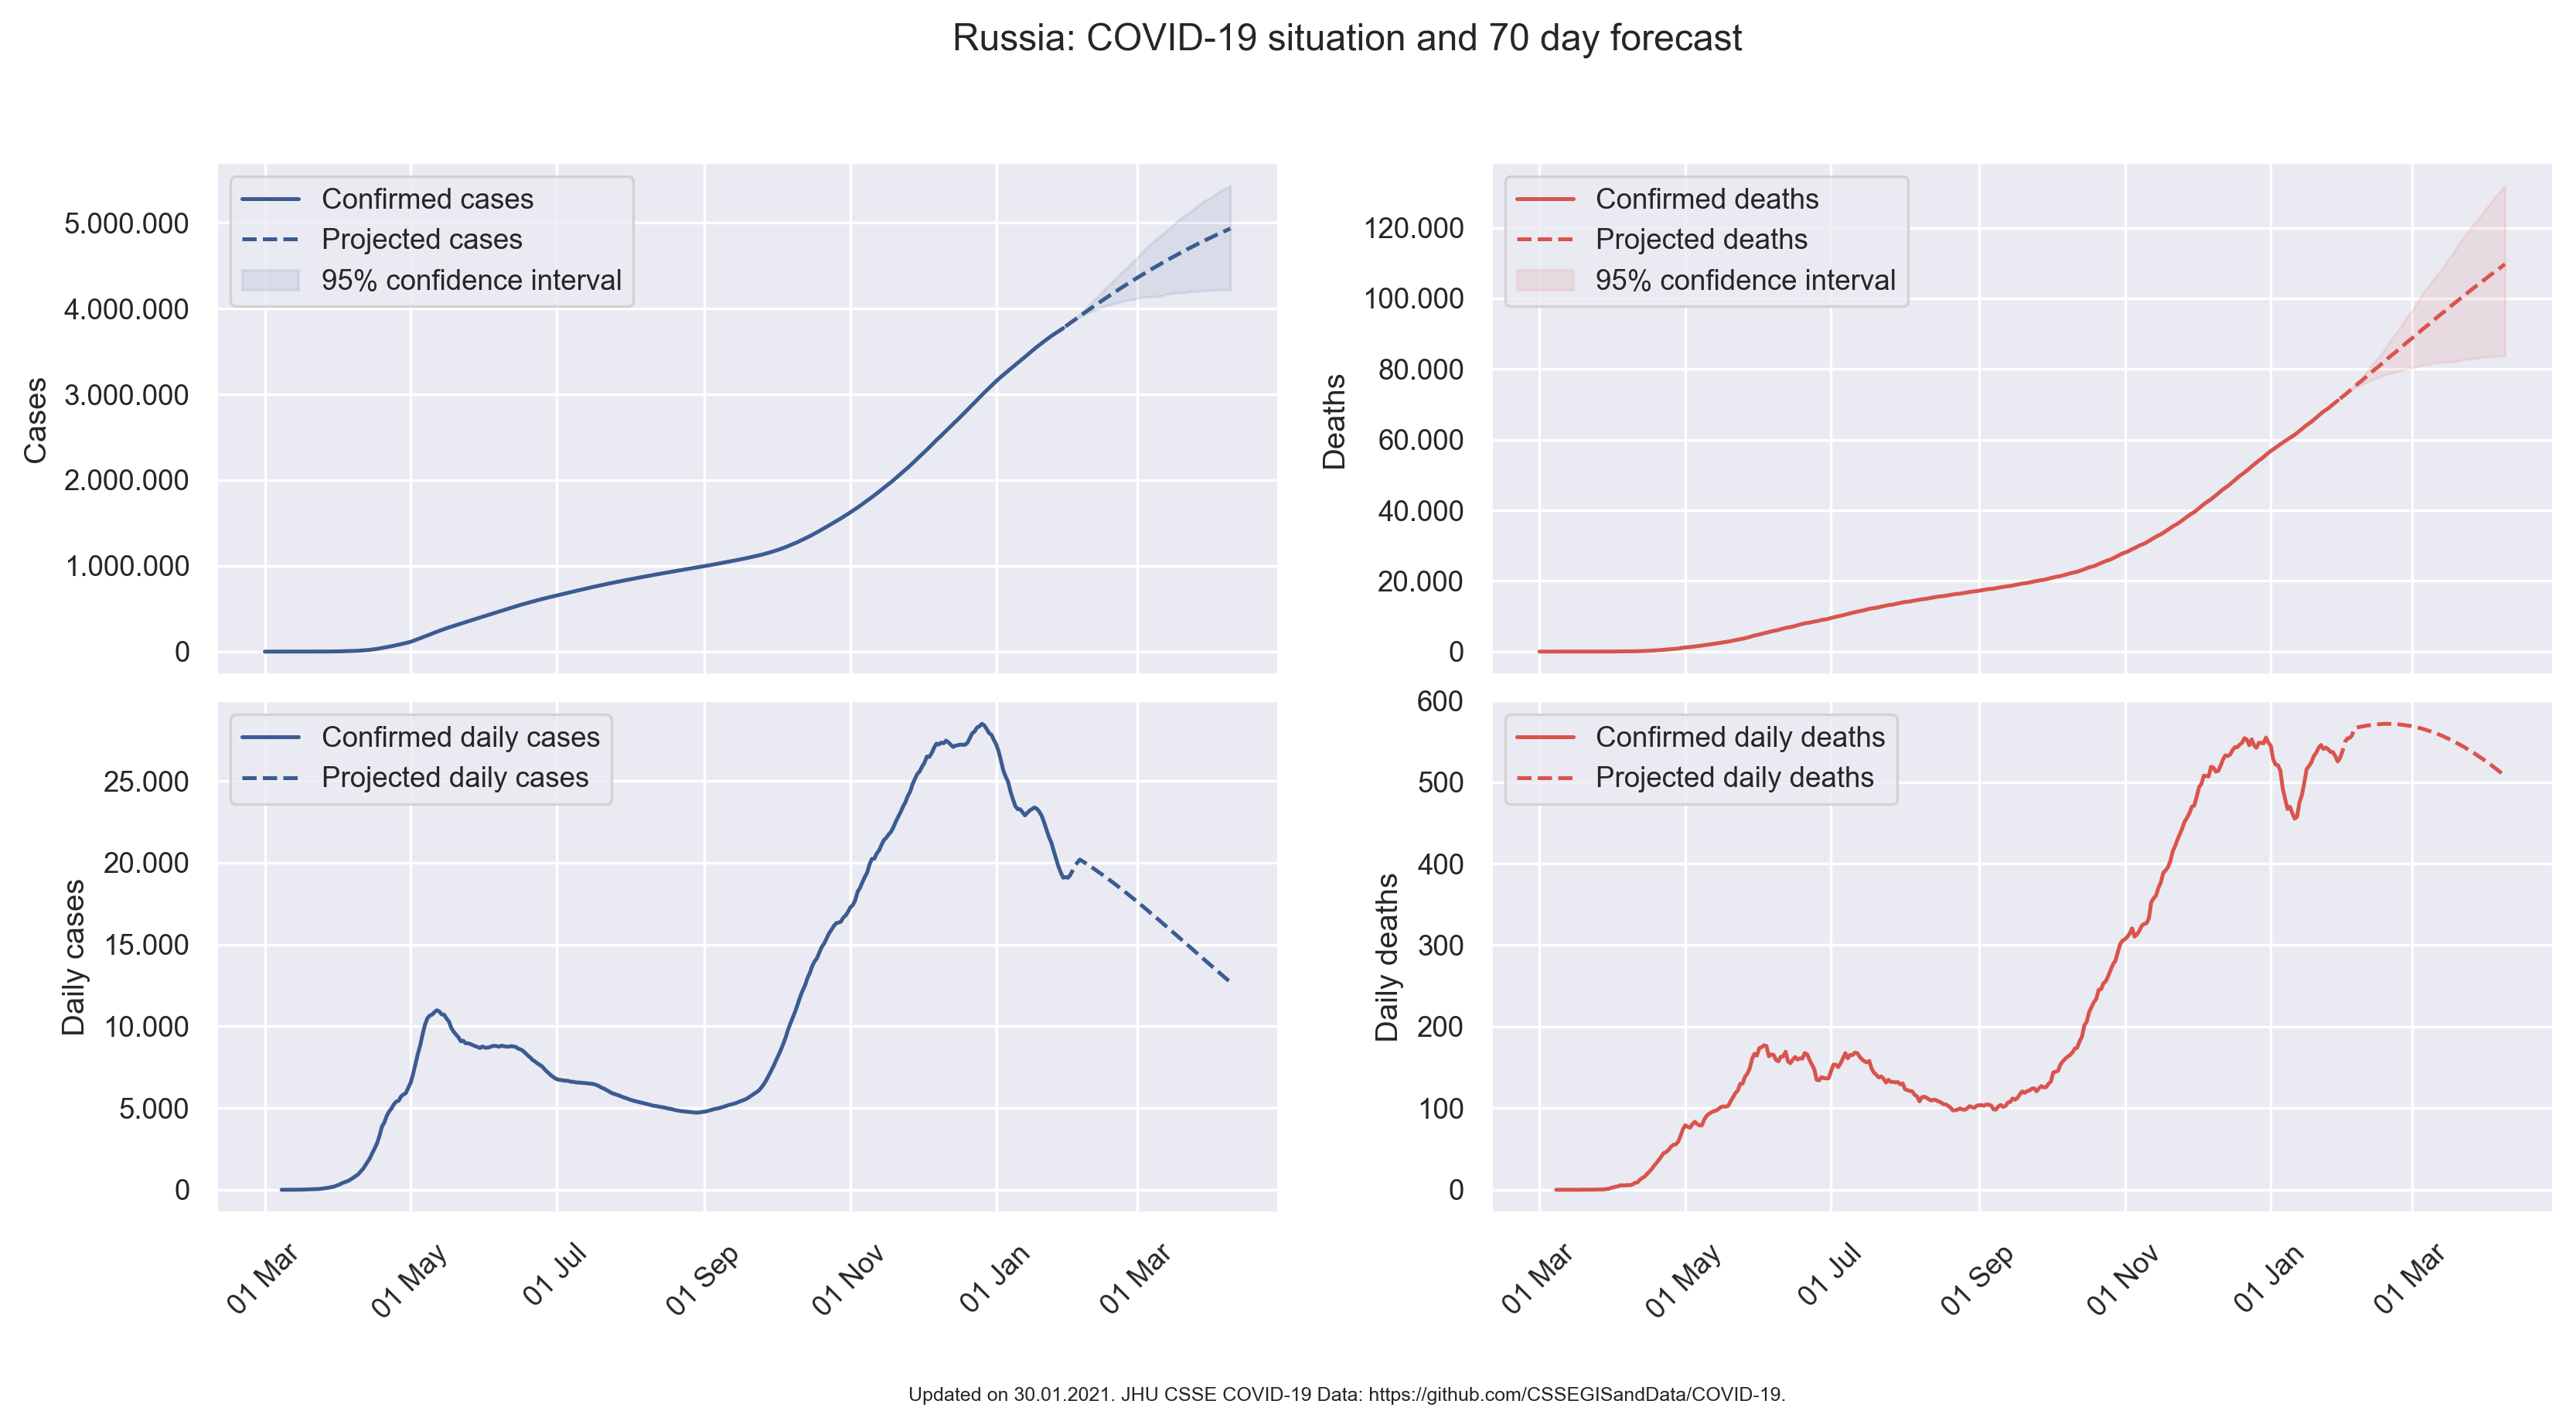 Russia: COVID-19 situation and 70 day forecast
Confirmed cases
Projected cases
95% confidence interval
5.000.000
4.000.000
3.000.000
2.000.000
1.000.000
0
Cases
Confirmed deaths
Projected deaths
95% confidence interval
120.000
100.000
80.000
60.000
40.000
20.000
0
Deaths
Confirmed daily cases
Projected daily cases
25.000
20.000
15.000
10.000
5.000
0
Daily cases
01 Mar
01 May
01 Jul
01 Sep
01 Nov
01 Jan
01 Mar
Confirmed daily deaths
Projected daily deaths
600
500
400
300
200
100
0
Daily deaths
01 Mar
01 May
01 Jul
01 Sep
01 Nov
01 Jan
01 Mar
Updated on 30.01.2021. JHU CSSE COVID-19 Data: https://github.com/CSSEGISandData/COVID-19.